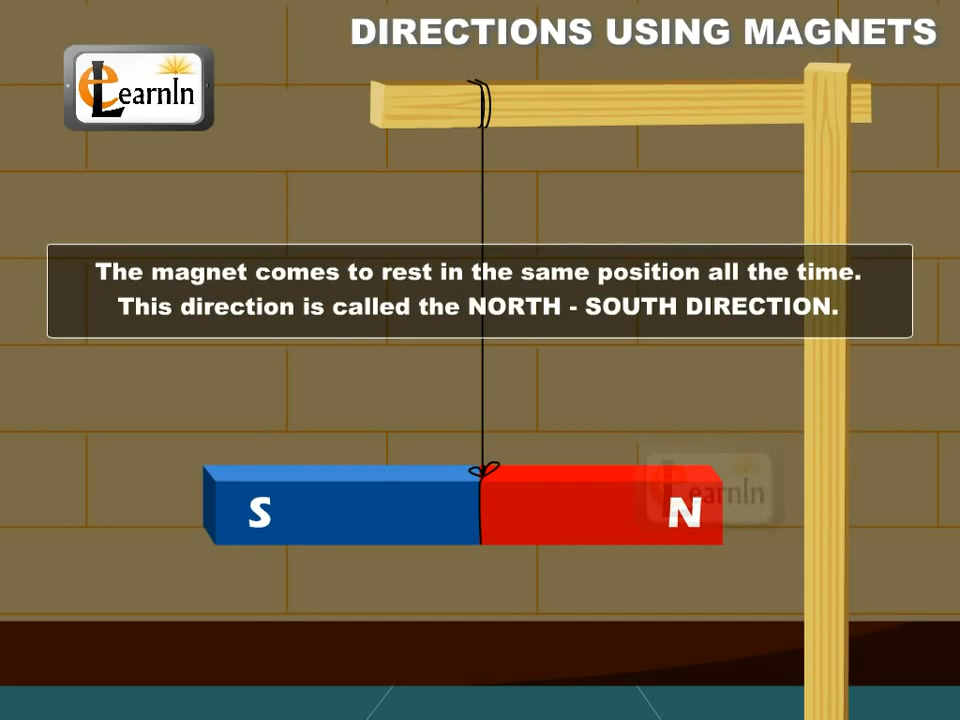 DIRECTIONS USING MAGNETS
eLearnIn
The magnet comes to rest in the same position all the time.
This direction is called the NORTH - SOUTH DIRECTION.
S
N
LearnIn